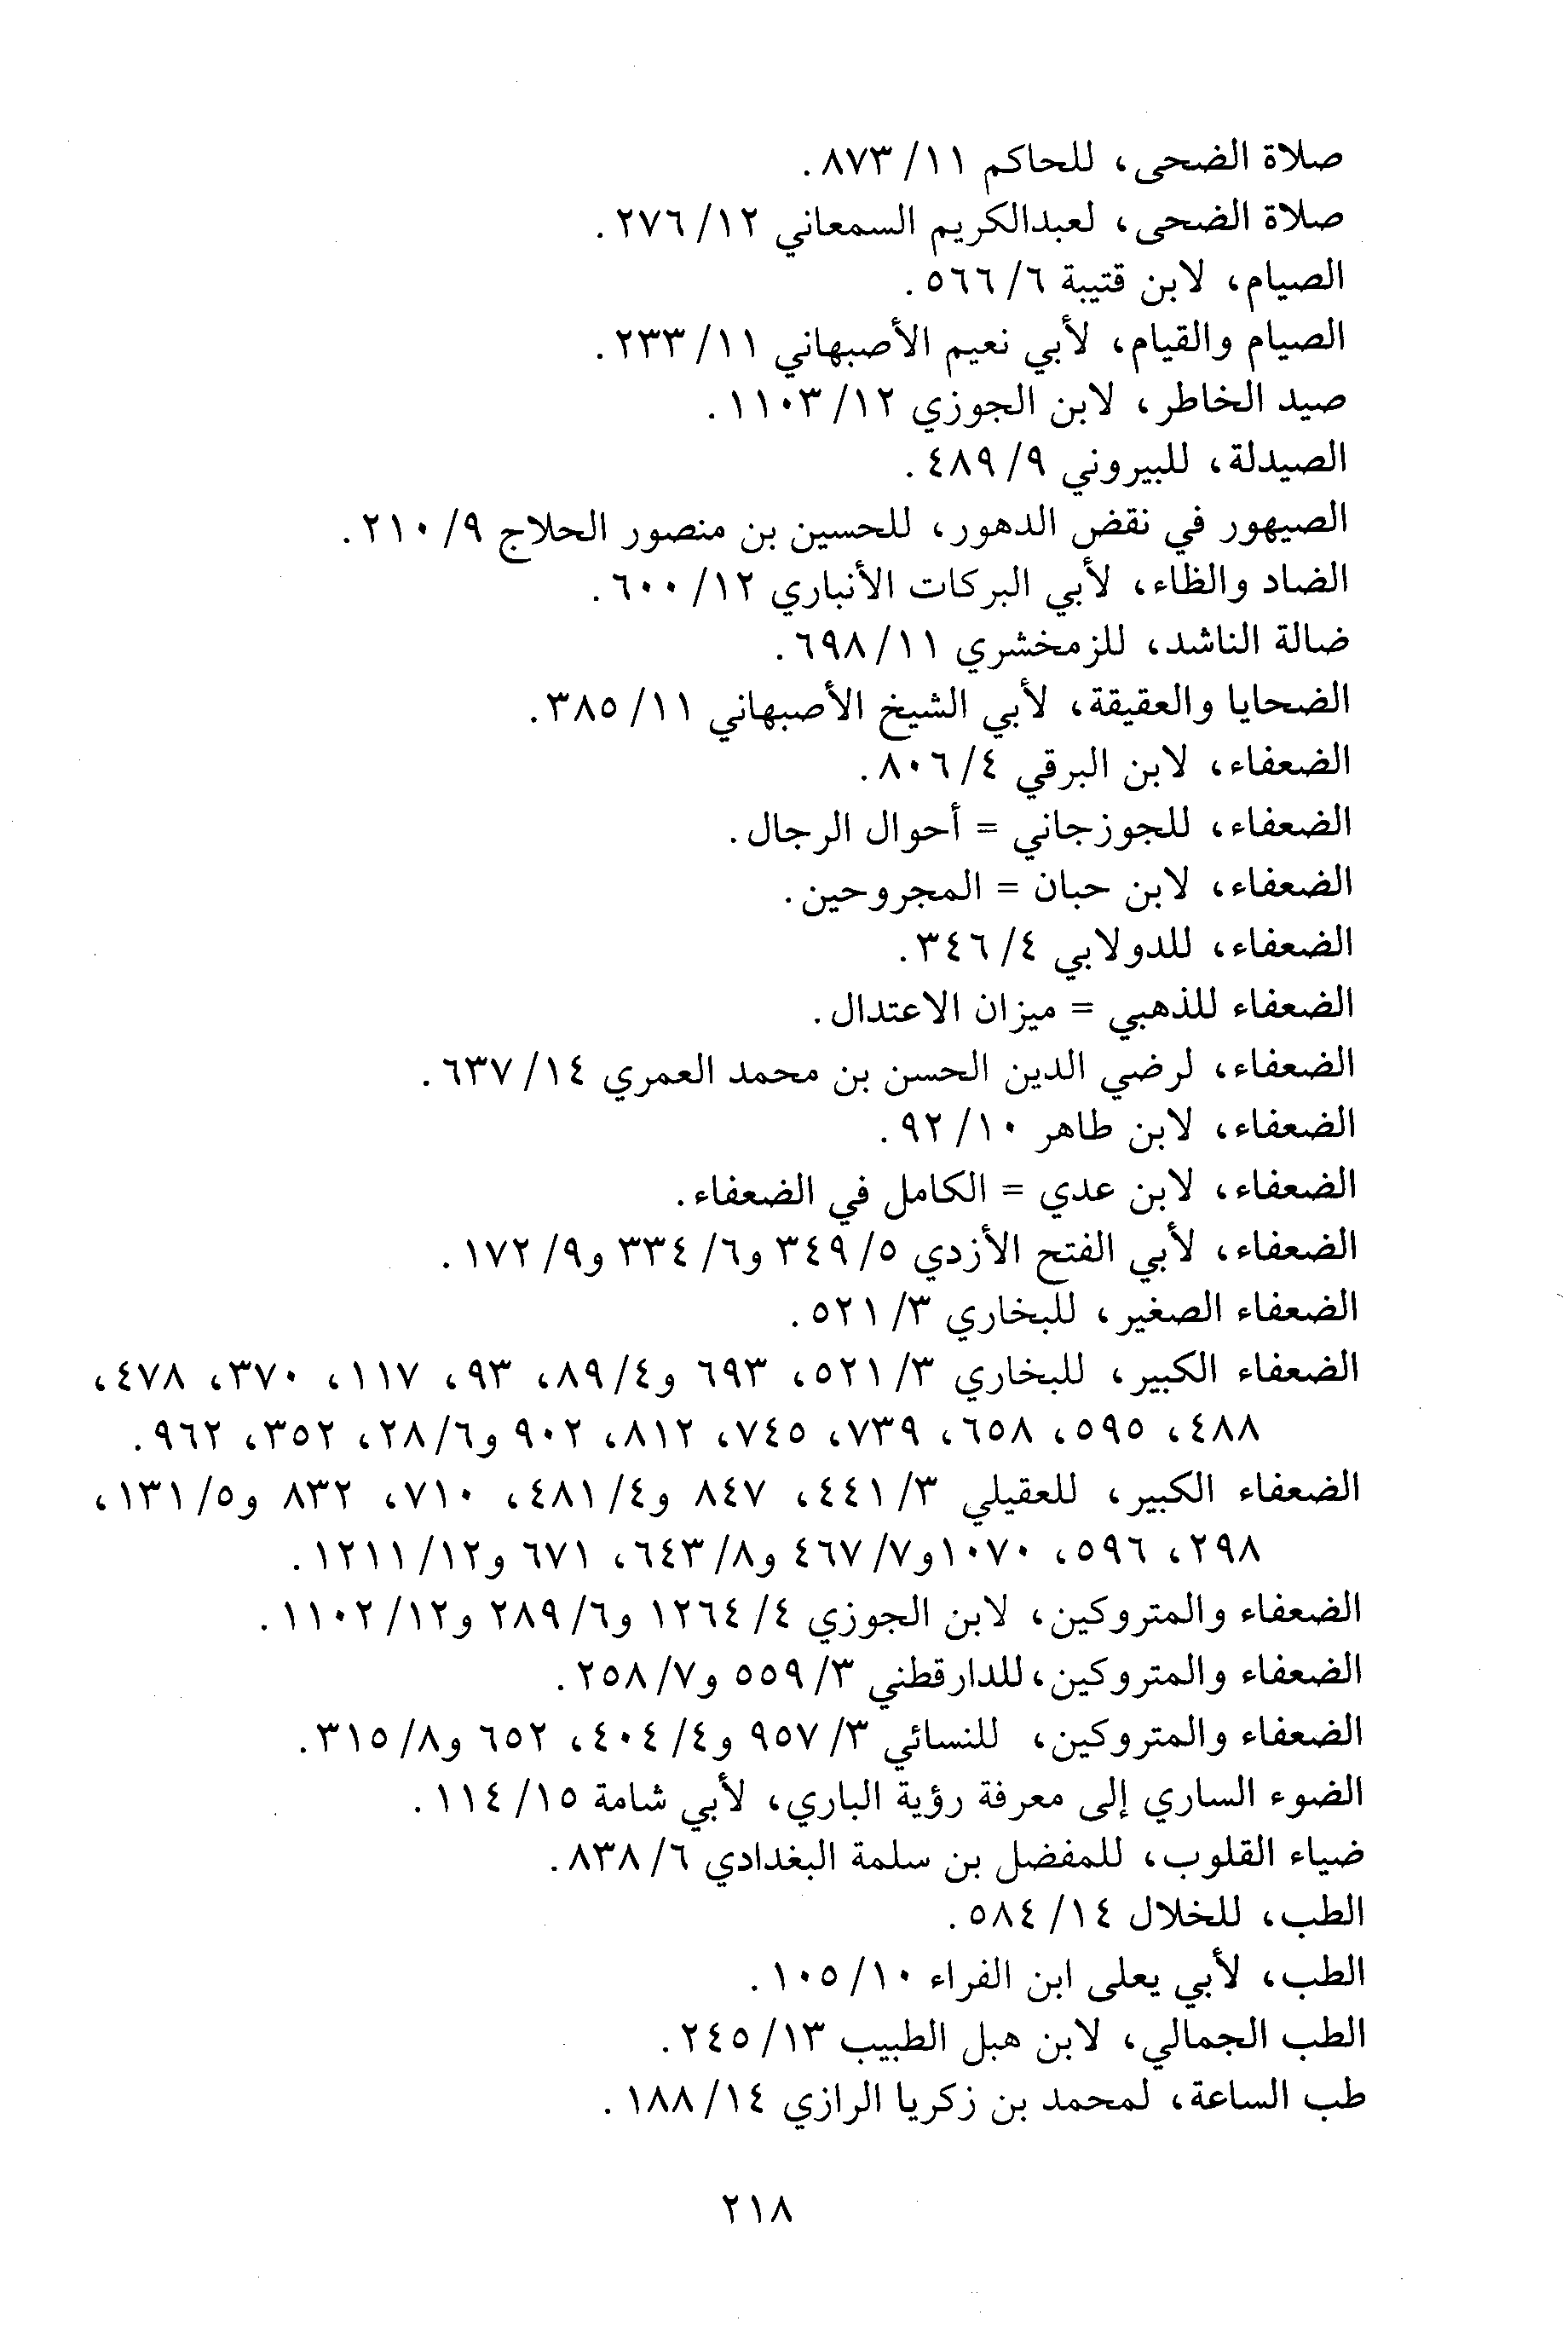 صلاة الضحى، للحاكم ١١/ ٨٧٣.
صلاة الضحى، لعبدالكريم السمعاني ١٢/ ٢٧٦.
الصيام، لابن قتيبة ٦/ ٥٦٦.
الصيام والقيام، لأبي نعيم الأصبهاني ١١/ ٢٣٣.
صيد الخاطر، لابن الجوزي ١٢/ ١١٠٣.
الصيدلة، للبيروني ٩/ ٤٨٩.
الصيهور في نقض الدهور، للحسين بن منصور الحلاج ٩/ ٢١٠.
الضاد والظاء، لأبي البركات الأنباري ١٢/ ٦٠٠.
ضالة الناشد، للزمخشري ١١/ ٦٩٨.
الضحايا والعقيقة، لأبي الشيخ الأصبهاني ١١/ ٣٨٥.
الضعفاء، لابن البرقي ٤/ ٨٠٦.
الضعفاء، للجوزجاني = أحوال الرجال.
الضعفاء، لابن حبان = المجروحين.
الضعفاء، للدولابي ٤/ ٣٤٦.
الضعفاء للذهبي = ميزان الاعتدال.
الضعفاء، لرضي الدين الحسن بن محمد العمري ١٤/ ٦٣٧.
الضعفاء، لابن طاهر ١٠/ ٩٢.
الضعفاء، لابن عدي = الكامل في الضعفاء.
الضعفاء، لأبي الفتح الأزدي ٥/ ٣٤٩ و٦/ ٣٣٤ و٩/ ١٧٢.
الضعفاء الصغير، للبخاري ٣/ ٥٢١.
الضعفاء الكبير، للبخاري ٣/ ٥٢١، ٦٩٣ و٤/ ٨٩، ٩٣، ١١٧، ٣٧٠، ٤٧٨،
٤٨٨، ٥٩٥، ٦٥٨، ٧٣٩، ٧٤٥، ٨١٢، ٩٠٢ و٦/ ٢٨، ٣٥٢، ٩٦٢.
الضعفاء الكبير، للعقيلي ٣/ ٤٤١، ٨٤٧ و٤/ ٤٨١، ٧١٠، ٨٣٢ و٥/ ١٣١،
٢٩٨، ٥٩٦، ١٠٧٠و٧/ ٤٦٧ و٨/ ٦٤٣، ٦٧١ و١٢/ ١٢١١.
الضعفاء والمتروكين، لابن الجوزي ٤/ ١٢٦٤ و٦/ ٢٨٩ و١٢/ ١١٠٢.
الضعفاء والمتروكين،للدارقطني ٣/ ٥٥٩ و٧/ ٢٥٨.
الضعفاء والمتروكين، للنسائي ٣/ ٩٥٧ و٤/ ٤٠٤، ٦٥٢ و٨/ ٣١٥.
الضوء الساري إلى معرفة رؤية الباري، لأبي شامة ١٥/ ١١٤.
ضياء القلوب، للمفضل بن سلمة البغدادي ٦/ ٨٣٨.
الطب، للخلال ١٤/ ٥٨٤.
الطب، لأبي يعلى ابن الفراء ١٠/ ١٠٥.
الطب الجمالي، لابن هبل الطبيب ١٣/ ٢٤٥.
طب الساعة، لمحمد بن زكريا الرازي ١٤/ ١٨٨.
٢١٨